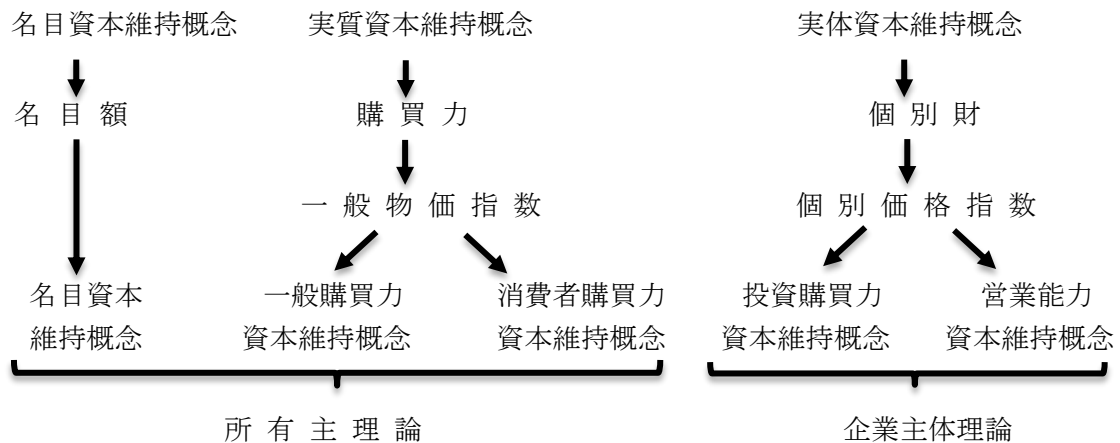 名目資本維持概念 実質資本維持概念 実体資本維持概念
名 目 額 購 買 力 個 別 財
一 般 物 価 指 数 個 別 価 格 指 数
名目資本 一般購買力 消費者購買力 投資購買力 営業能力
維持概念 資本維持概念 資本維持概念 資本維持概念 資本維持概念
所 有 主 理 論 企業主体理論